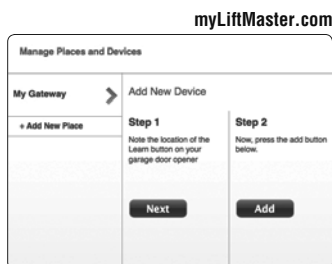 myLiftMaster.com
Manage Places and Devices
My Gateway
+ Add New Place
Add New Device
Step 1
Note the location of the
Learn button on your
garage door opener
Next
Step 2
Now, press the add button
below.
Add